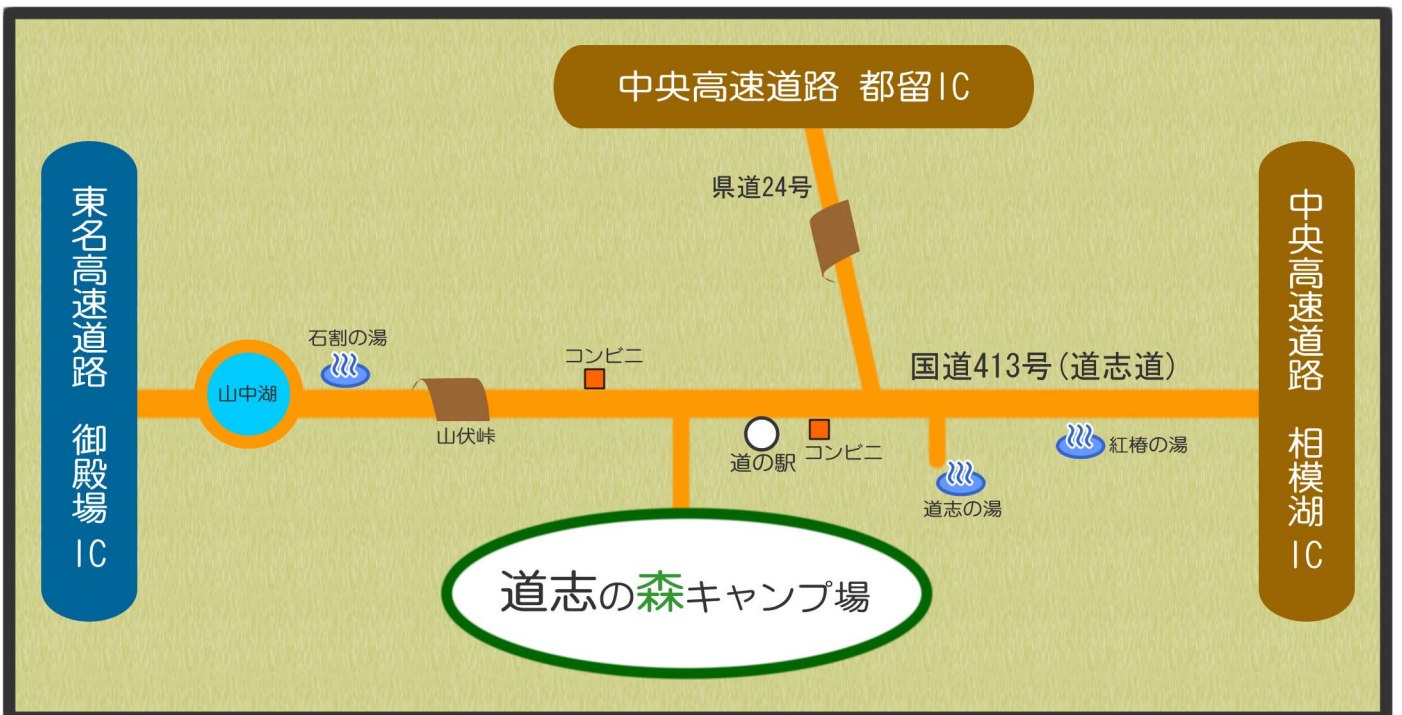 中央高速道路 都留IC
東名高速道路 御殿場IC
中央高速道路 相模湖IC
県道24号
石割の湯
コンビニ
国道413号(道志道)
山中湖
山伏峠
道の駅
コンビニ
紅椿の湯
道志の湯
道志の森キャンプ場